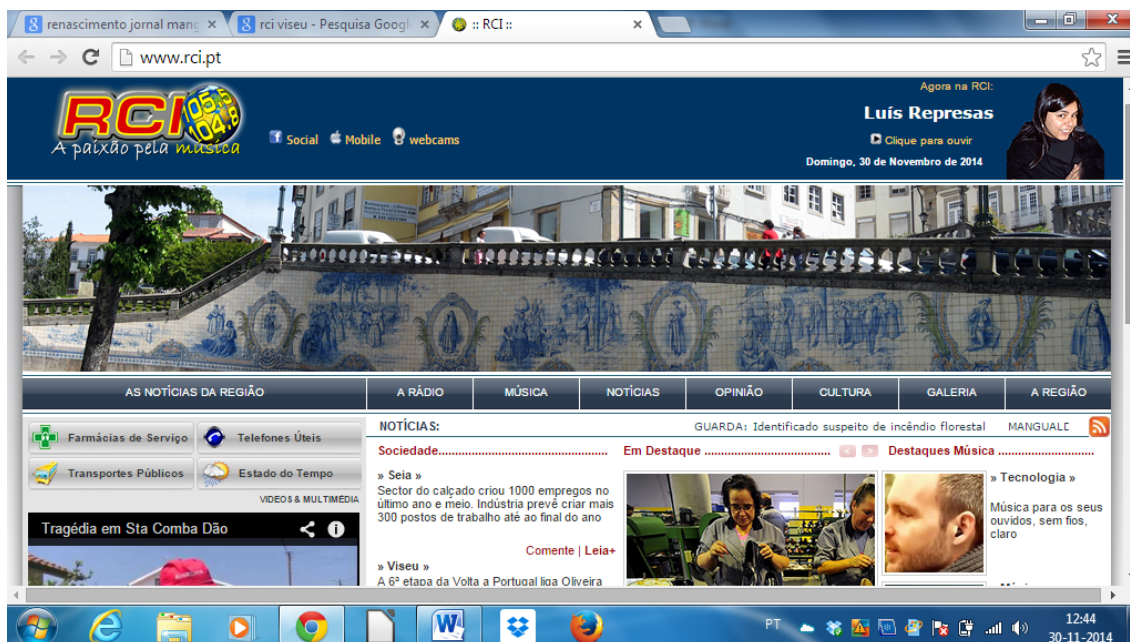 renascimento jornal mang
rci viseu - Pesquisa Googl
:: RCI ::
www.rci.pt
RCI
105.5
104.8
A paixão pela música
Social
Mobile
webcams
Agora na RCI:
Luís Represas
Clique para ouvir
Domingo, 30 de Novembro de 2014
AS NOTÍCIAS DA REGIÃO
A RÁDIO
MÚSICA
NOTÍCIAS
OPINIÃO
CULTURA
GALERIA
A REGIÃO
Farmácias de Serviço
Telefones Úteis
Transportes Públicos
Estado do Tempo
VIDEOS & MULTIMÉDIA
Tragédia em Sta Comba Dão
NOTÍCIAS:
GUARDA: Identificado suspeito de incêndio florestal
MANGUALD
Sociedade
» Seia »
Sector do calçado criou 1000 empregos no
último ano e meio. Indústria prevê criar mais
300 postos de trabalho até ao final do ano
Comente | Leia+
» Viseu »
A 6ª etapa da Volta a Portugal liga Oliveira
Em Destaque
Destaques Música
» Tecnologia »
Música para os seus
ouvidos, sem fios,
claro
PT
12:44
30-11-2014